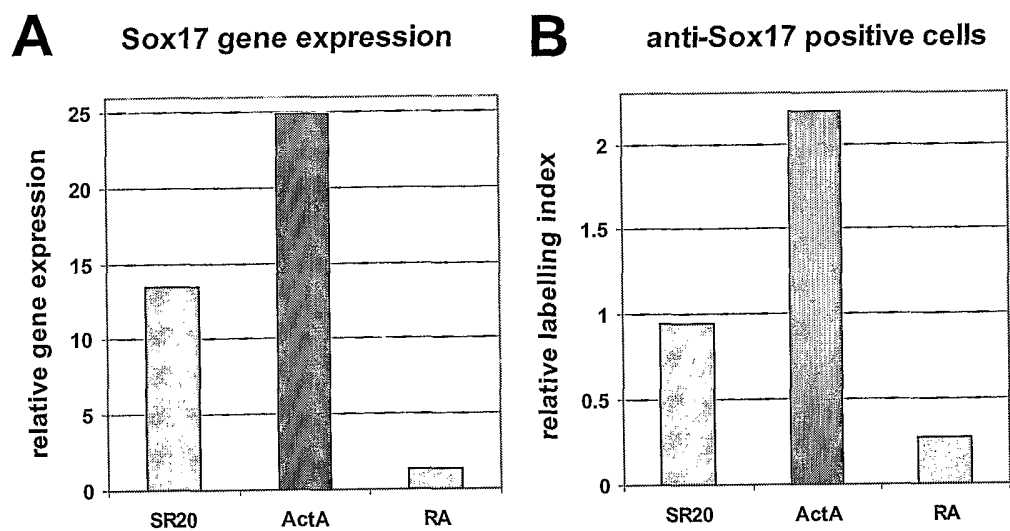 A
Sox17 gene expression
relative gene expression
25
20
15
10
5
0
SR20
ActA
RA
B
anti-Sox17 positive cells
relative labelling index
2
1.5
1
0.5
0
SR20
ActA
RA